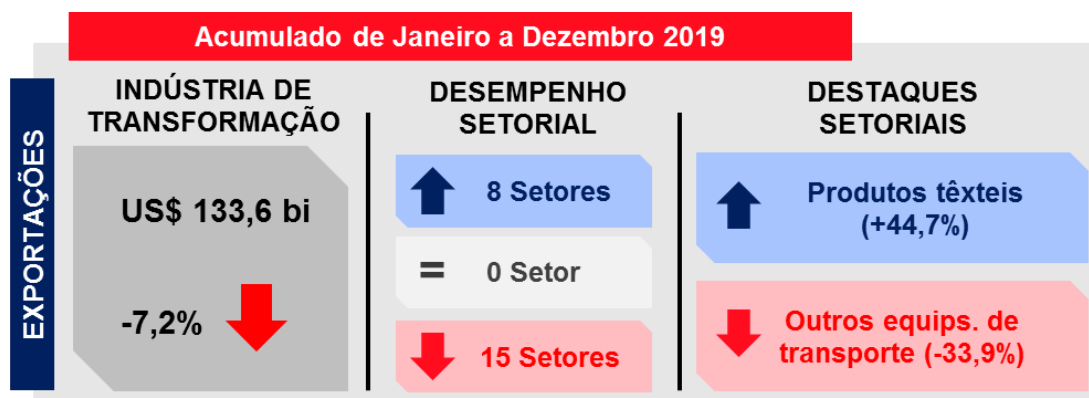 Acumulado de Janeiro a Dezembro 2019
EXPORTAÇÕES
INDÚSTRIA DE
TRANSFORMAÇÃO
US$ 133,6 bi
-7,2%
DESEMPENHO
SETORIAL
8 Setores
= 0 Setor
15 Setores
DESTAQUES
SETORIAIS
Produtos têxteis
(+44,7%)
Outros equips. de
transporte (-33,9%)